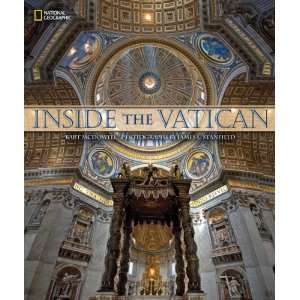 NATIONAL
GEOGRAPHIC
INSIDE THE VATICAN
BART MCDOWELL • PHOTOGRAPHS BY JAMES L. STANFIELD